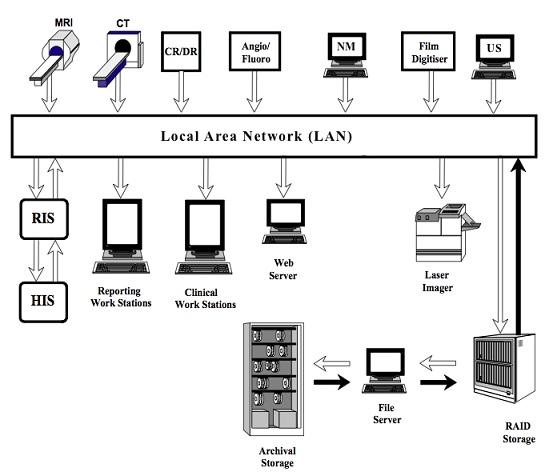 MRI
CT
CR/DR
Angio/
Fluoro
NM
Film
Digitiser
US
Local Area Network (LAN)
RIS
HIS
Reporting
Work Stations
Clinical
Work Stations
Web
Server
Laser
Imager
Archival
Storage
File
Server
RAID
Storage